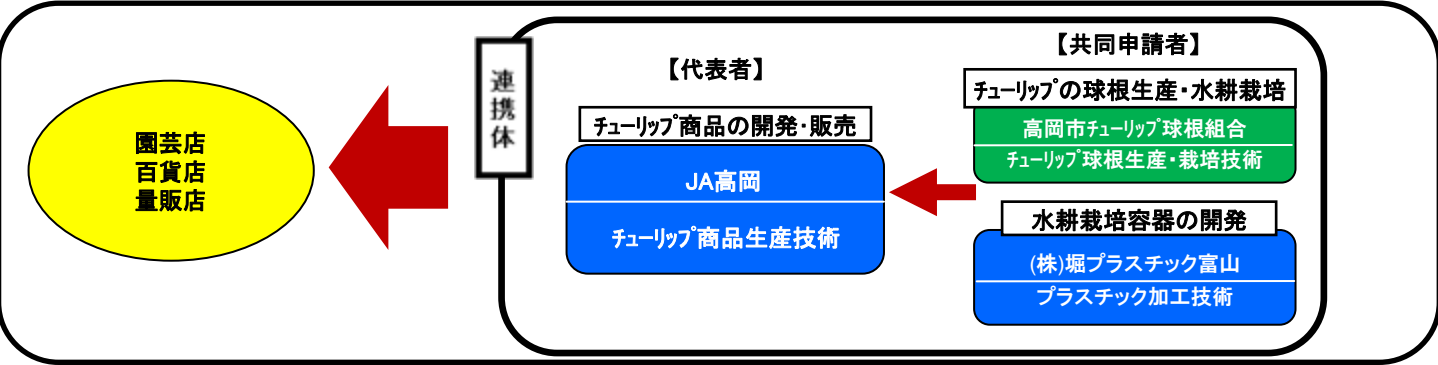 園芸店
百貨店
量販店
連携体
【代表者】
チューリップ商品の開発・販売
JA高岡
チューリップ商品生産技術
【共同申請者】
チューリップの球根生産・水耕栽培
高岡市チューリップ球根組合
チューリップ球根生産・栽培技術
水耕栽培容器の開発
(株)堀プラスチック富山
プラスチック加工技術